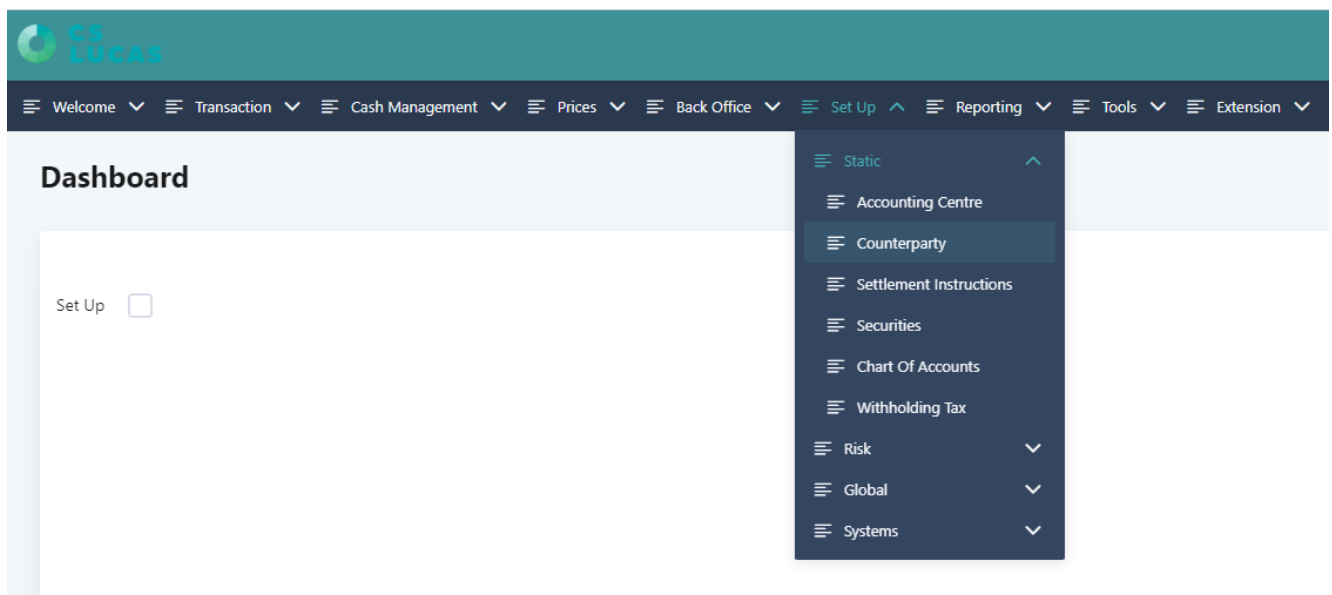 CS
LUCAS
Welcome Transaction Cash Management Prices Back Office Set Up Reporting Tools Extension
Dashboard
Set Up
Static
Accounting Centre
Counterparty
Settlement Instructions
Securities
Chart Of Accounts
Withholding Tax
Risk
Global
Systems